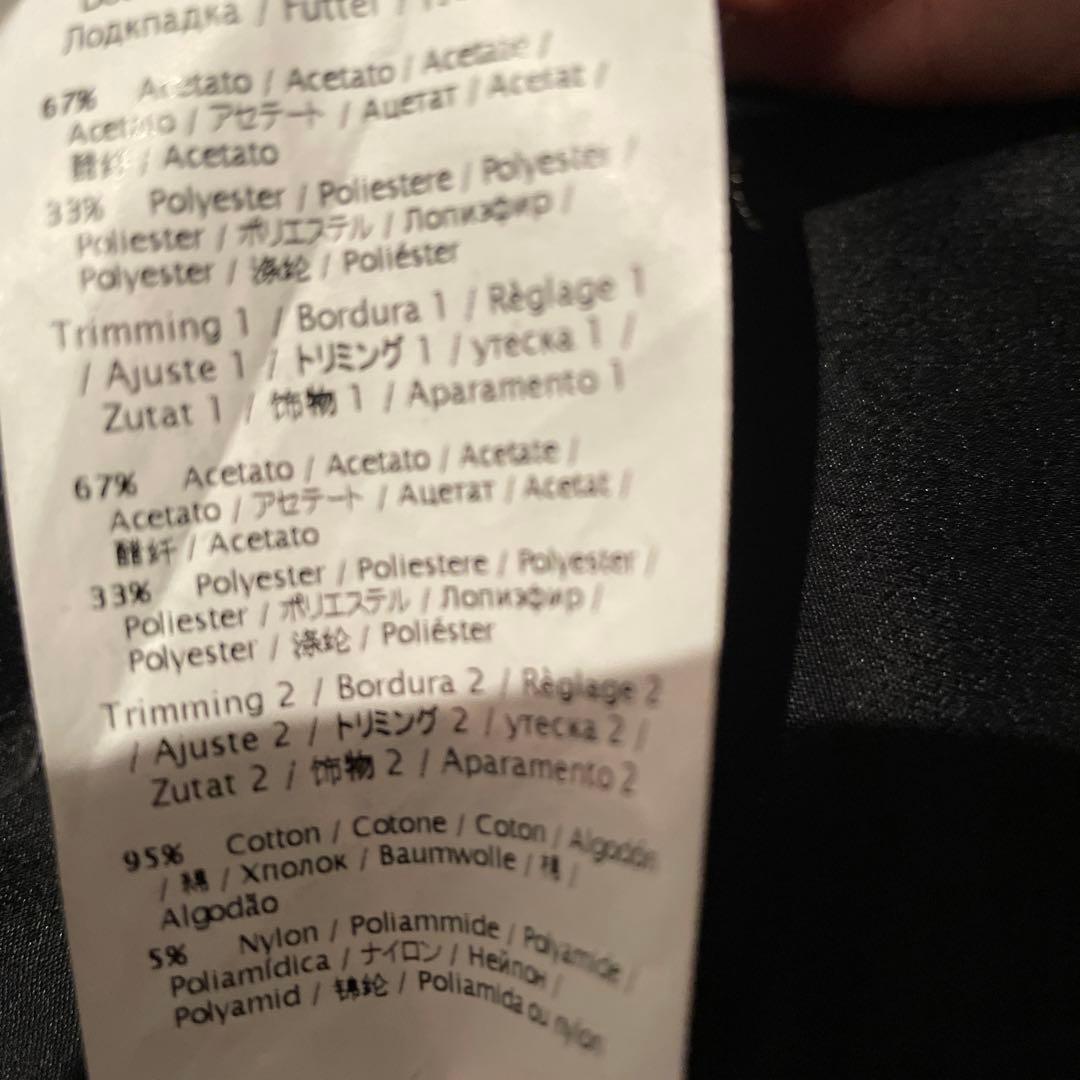 Подкладка / Futter /
67% Acetato / Acetato / Acetate /
Acetato / アセテート / Ацетат / Acetat /
醋纤 / Acetato
33% Polyester / Poliestere / Polyester /
Poliester / ポリエステル / Полиэфир /
Polyester / 涤纶 / Poliéster
Trimming 1 / Bordura 1 / Règlage 1
/ Ajuste 1 / トリミング 1 / утеска 1 /
Zutat 1 / 饰物 1 / Aparamento 1
67% Acetato / Acetato / Acetate /
Acetato / アセテート / Ацетат / Acetat /
醋纤 / Acetato
33% Polyester / Poliestere / Polyester /
Poliester / ポリエステル / Полиэфир /
Polyester / 涤纶 / Poliéster
Trimming 2 / Bordura 2 / Règlage 2
/ Ajuste 2 / トリミング 2 / утеска 2 /
Zutat 2 / 饰物 2 / Aparamento 2
95% Cotton / Cotone / Coton / Algodón
/ 綿 / Хлопок / Baumwolle / 棉 /
Algodão
5% Nylon / Poliammide / Polyamide /
Poliamídica / ナイロン / Нейлон /
Polyamid / 锦纶 / Poliamida ou nylon